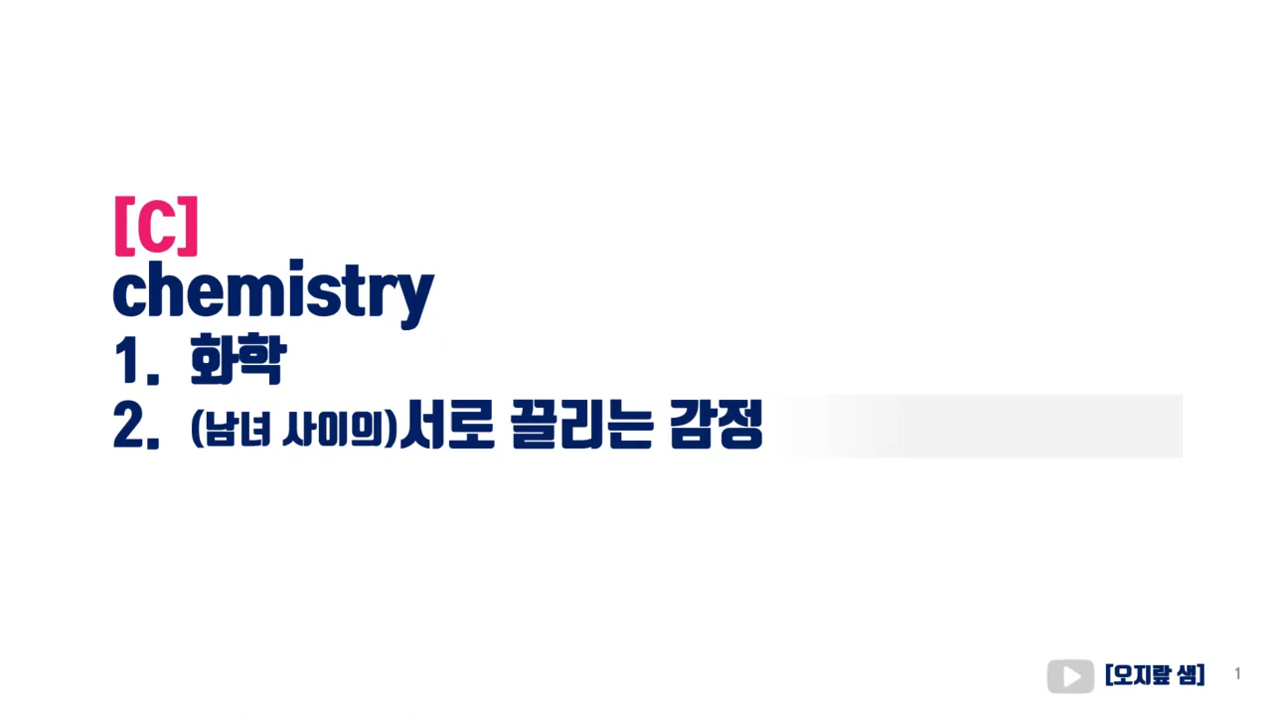 [C]
chemistry
1. 화학
2. (남녀 사이의)서로 끌리는 감정
[오지랖 샘] 1